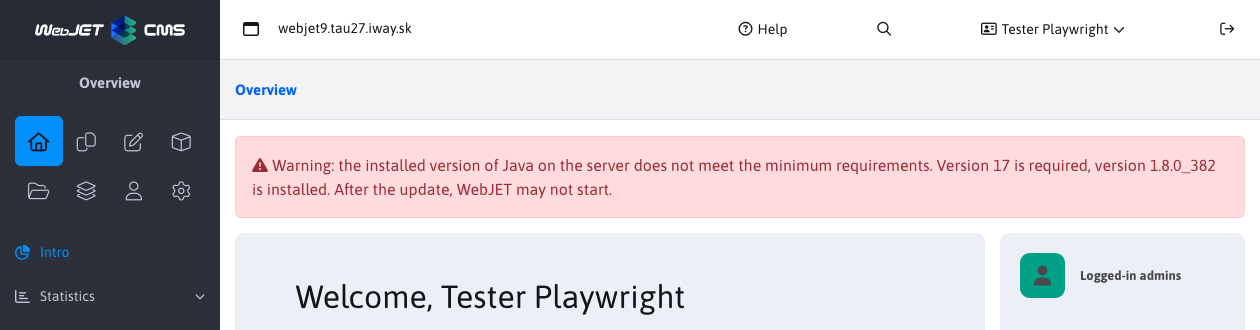 WebJET CMS
webjet9.tau27.iway.sk
Help
Tester Playwright
Overview
Overview
Warning: the installed version of Java on the server does not meet the minimum requirements. Version 17 is required, version 1.8.0_382
is installed. After the update, WebJET may not start.
Intro
Statistics
Welcome, Tester Playwright
Logged-in admins